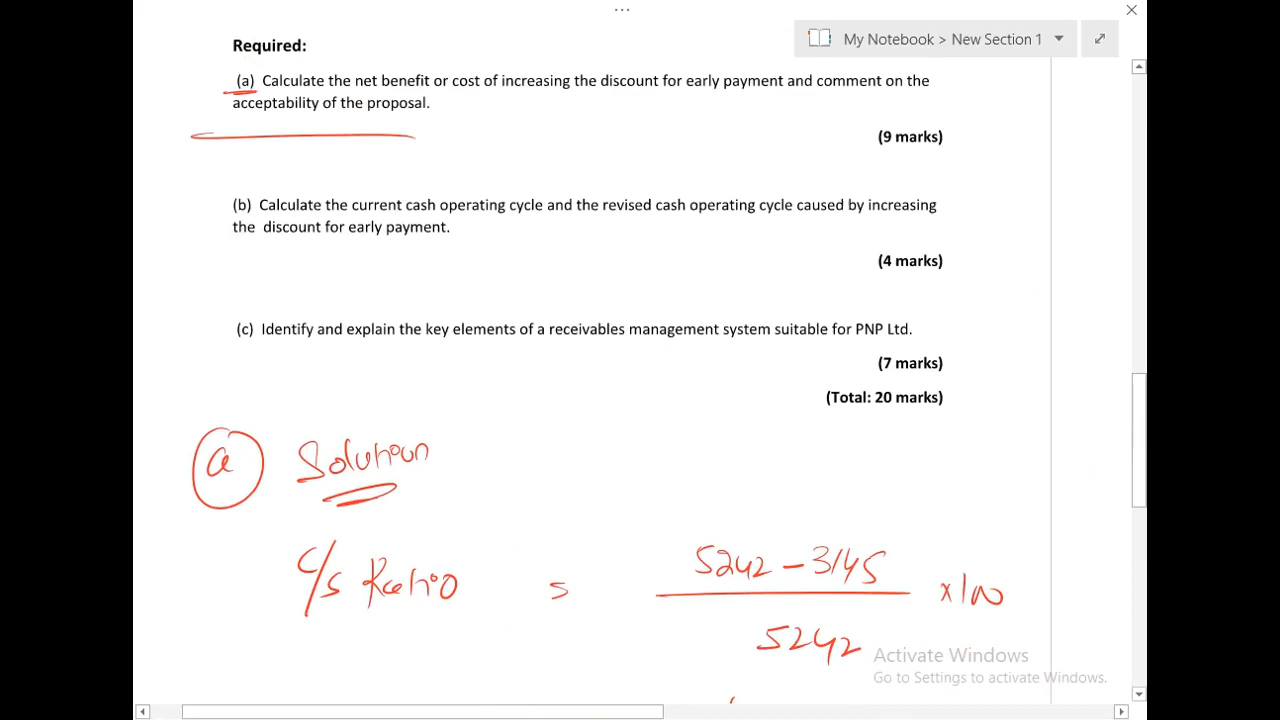 ...
My Notebook > New Section 1
Required:
(a) Calculate the net benefit or cost of increasing the discount for early payment and comment on the
acceptability of the proposal.
(9 marks)
(b) Calculate the current cash operating cycle and the revised cash operating cycle caused by increasing
the discount for early payment.
(4 marks)
(c) Identify and explain the key elements of a receivables management system suitable for PNP Ltd.
(7 marks)
(Total: 20 marks)
a Solution
C/S Ratio = 5242 - 3145 x100
5242
Activate Windows
Go to Settings to activate Windows.